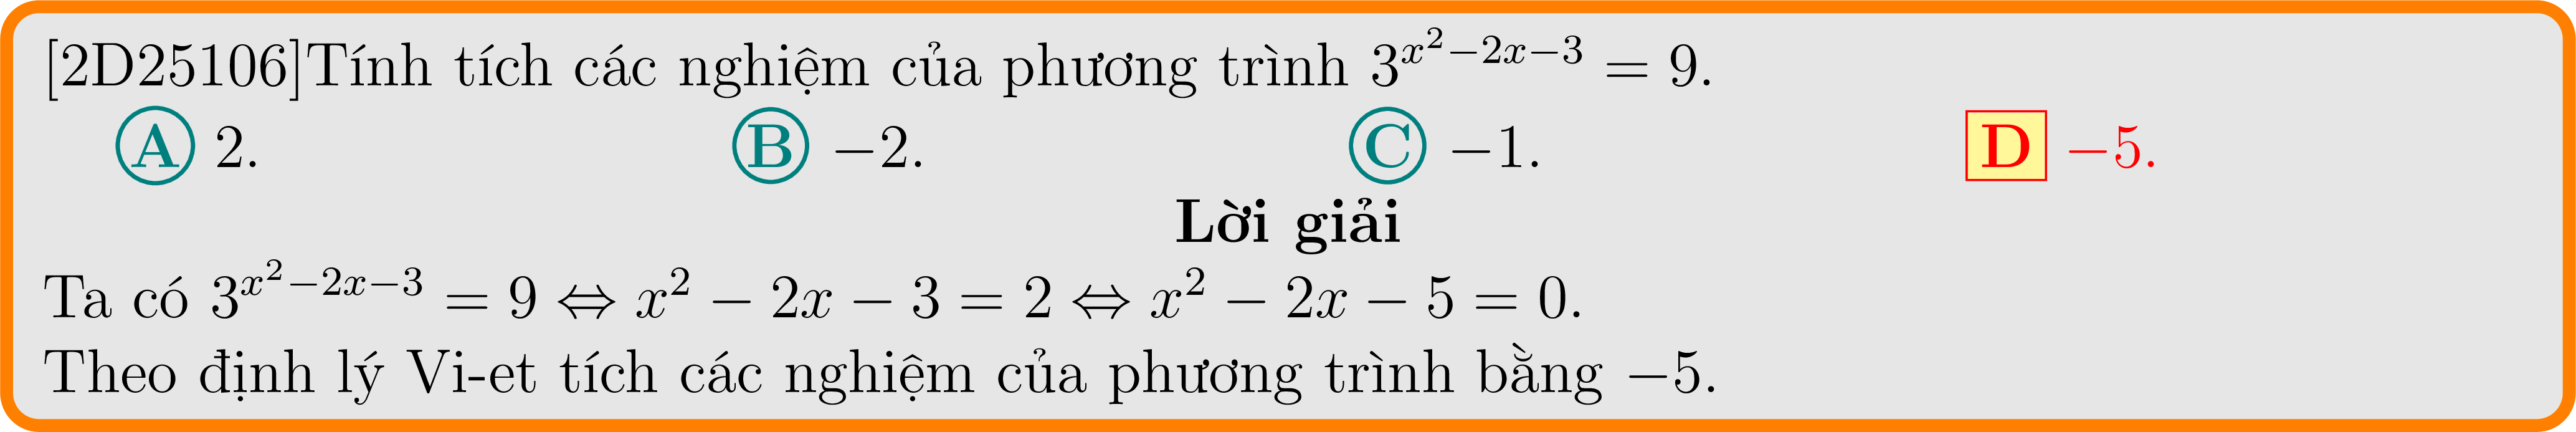 [2D25106]Tính tích các nghiệm của phương trình $3^{x^2-2x-3} = 9$.
A 2. B −2. C −1. D −5.
Lời giải
Ta có $3^{x^2-2x-3} = 9 \Leftrightarrow x^2 - 2x - 3 = 2 \Leftrightarrow x^2 - 2x - 5 = 0$.
Theo định lý Vi-et tích các nghiệm của phương trình bằng −5.